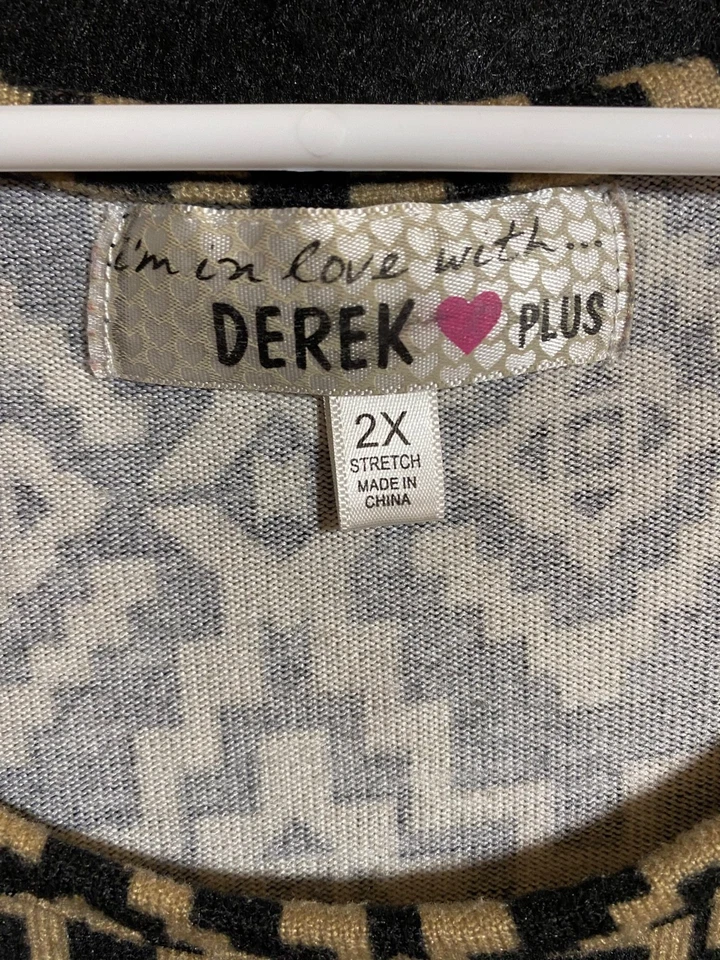 i'm in love with...
DEREK PLUS
2X
STRETCH
MADE IN
CHINA